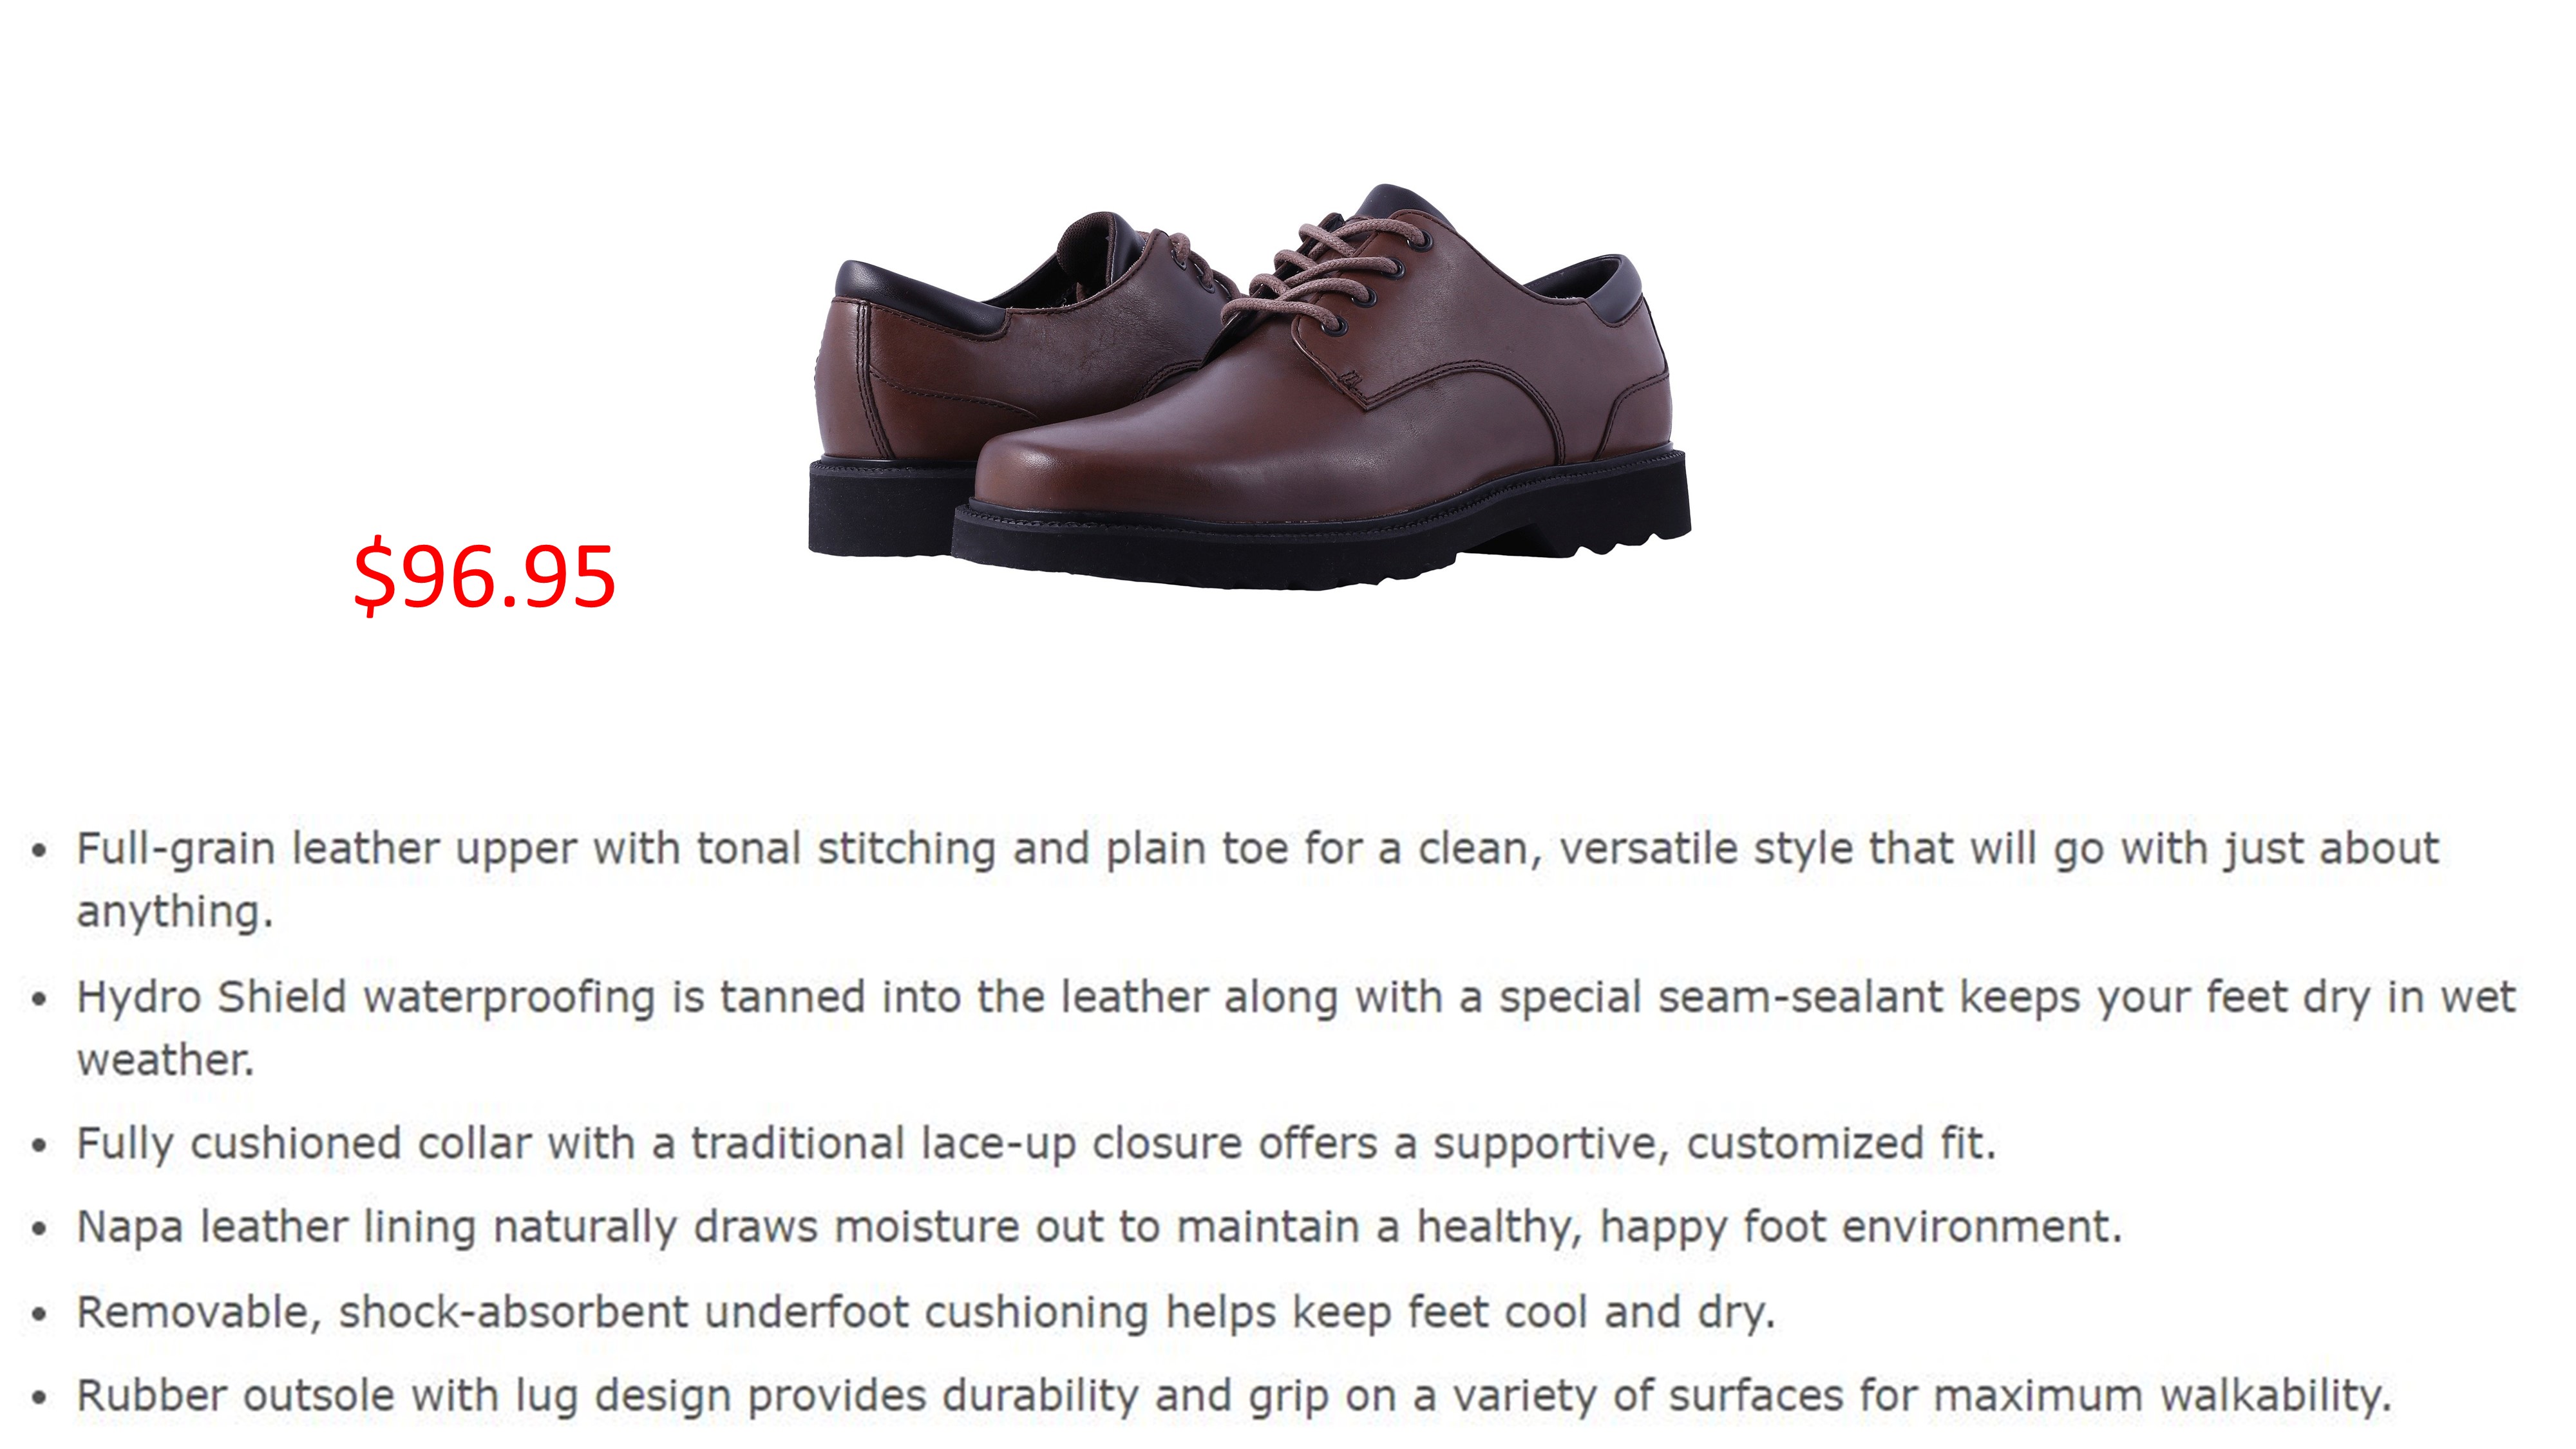 $96.95
• Full-grain leather upper with tonal stitching and plain toe for a clean, versatile style that will go with just about
anything.
• Hydro Shield waterproofing is tanned into the leather along with a special seam-sealant keeps your feet dry in wet
weather.
• Fully cushioned collar with a traditional lace-up closure offers a supportive, customized fit.
• Napa leather lining naturally draws moisture out to maintain a healthy, happy foot environment.
• Removable, shock-absorbent underfoot cushioning helps keep feet cool and dry.
• Rubber outsole with lug design provides durability and grip on a variety of surfaces for maximum walkability.